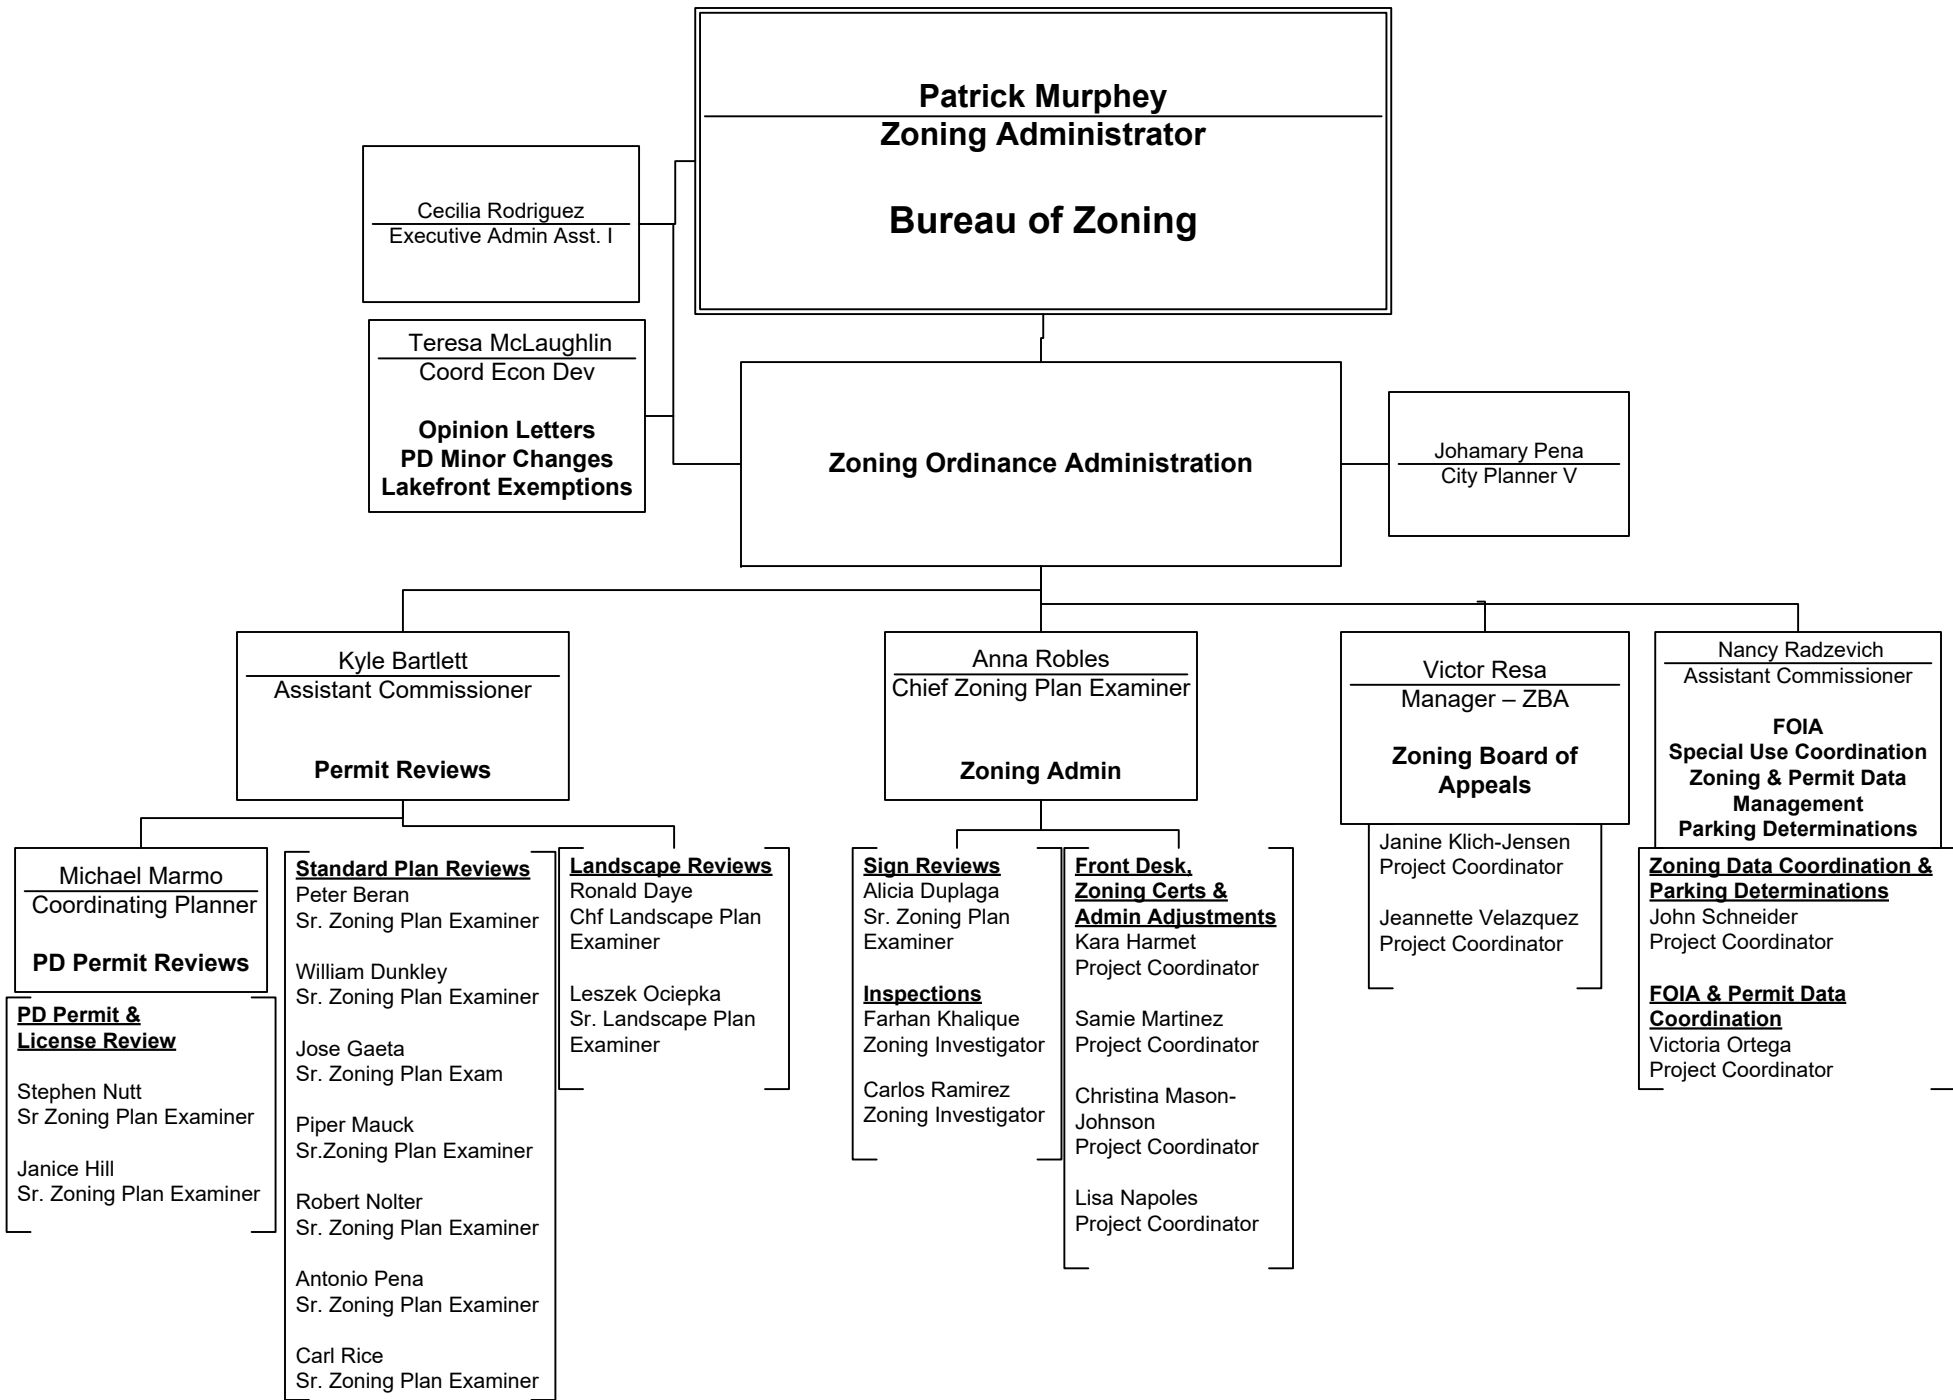 Patrick Murphey
Zoning Administrator
Bureau of Zoning
Cecilia Rodriguez
Executive Admin Asst. I
Teresa McLaughlin
Coord Econ Dev
Opinion Letters
PD Minor Changes
Lakefront Exemptions
Zoning Ordinance Administration
Johamary Pena
City Planner V
Kyle Bartlett
Assistant Commissioner
Permit Reviews
Anna Robles
Chief Zoning Plan Examiner
Zoning Admin
Victor Resa
Manager – ZBA
Zoning Board of
Appeals
Nancy Radzevich
Assistant Commissioner
FOIA
Special Use Coordination
Zoning & Permit Data
Management
Parking Determinations
Michael Marmo
Coordinating Planner
PD Permit Reviews
PD Permit &
License Review
Stephen Nutt
Sr Zoning Plan Examiner
Janice Hill
Sr. Zoning Plan Examiner
Standard Plan Reviews
Peter Beran
Sr. Zoning Plan Examiner
William Dunkley
Sr. Zoning Plan Examiner
Jose Gaeta
Sr. Zoning Plan Exam
Piper Mauck
Sr.Zoning Plan Examiner
Robert Nolter
Sr. Zoning Plan Examiner
Antonio Pena
Sr. Zoning Plan Examiner
Carl Rice
Sr. Zoning Plan Examiner
Landscape Reviews
Ronald Daye
Chf Landscape Plan
Examiner
Leszek Ociepka
Sr. Landscape Plan
Examiner
Sign Reviews
Alicia Duplaga
Sr. Zoning Plan
Examiner
Inspections
Farhan Khalique
Zoning Investigator
Carlos Ramirez
Zoning Investigator
Front Desk,
Zoning Certs &
Admin Adjustments
Kara Harmet
Project Coordinator
Samie Martinez
Project Coordinator
Christina Mason-
Johnson
Project Coordinator
Lisa Napoles
Project Coordinator
Janine Klich-Jensen
Project Coordinator
Jeannette Velazquez
Project Coordinator
Zoning Data Coordination &
Parking Determinations
John Schneider
Project Coordinator
FOIA & Permit Data
Coordination
Victoria Ortega
Project Coordinator